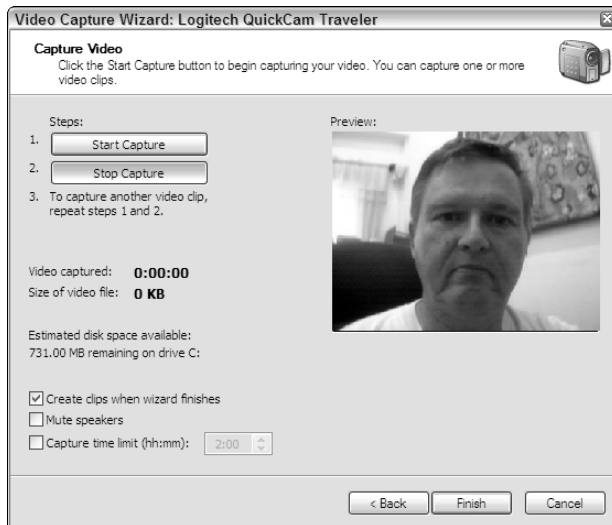 Video Capture Wizard: Logitech QuickCam Traveler
Capture Video
Click the Start Capture button to begin capturing your video. You can capture one or more
video clips.
Steps:
1. Start Capture
2. Stop Capture
3. To capture another video clip,
repeat steps 1 and 2.
Preview:
Video captured: 0:00:00
Size of video file: 0 KB
Estimated disk space available:
731.00 MB remaining on drive C:
Create clips when wizard finishes
Mute speakers
Capture time limit (hh:mm): 2:00
< Back Finish Cancel